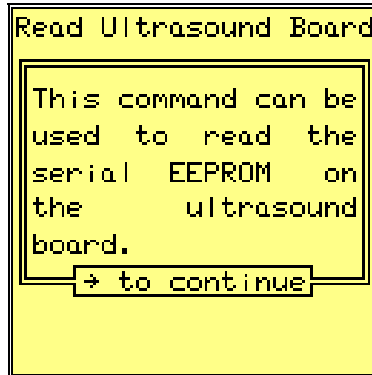 Read Ultrasound Board
This command can be
used to read the
serial EEPROM on
the ultrasound
board.
→ to continue